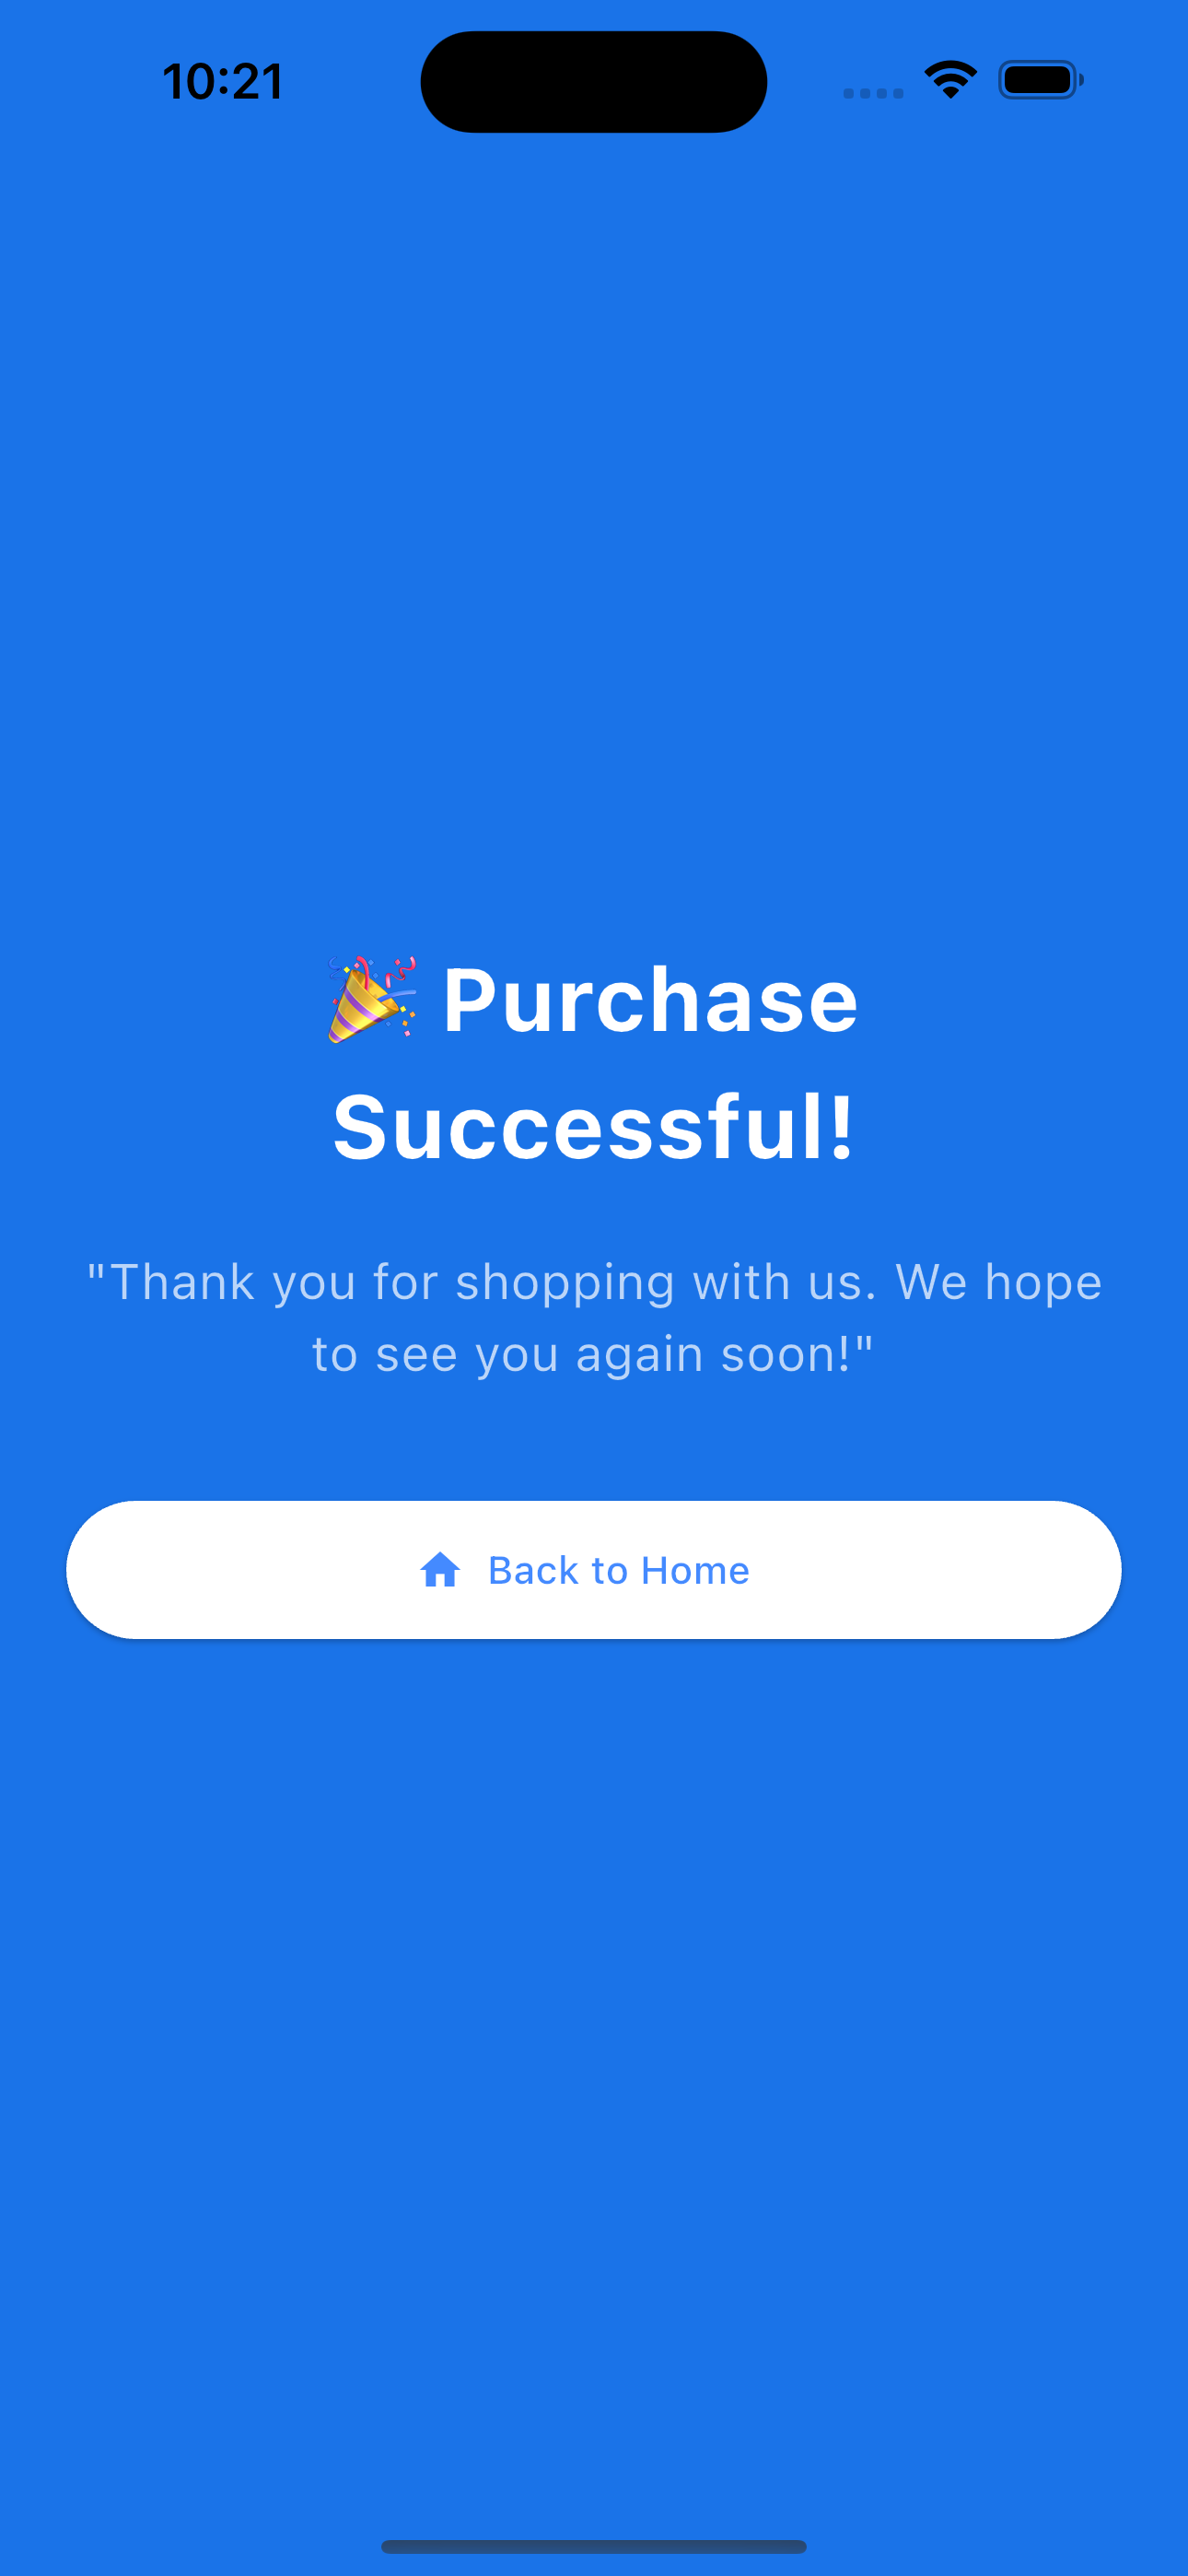 10:21
🎉 Purchase
Successful!
"Thank you for shopping with us. We hope
to see you again soon!"
Back to Home